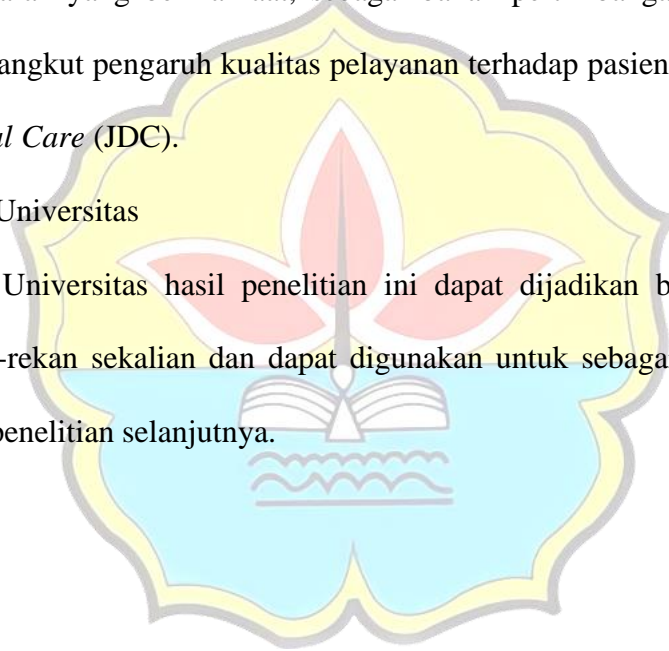 angkut pengaruh kualitas pelayanan terhadap pasien
al Care (JDC).
Universitas
Universitas hasil penelitian ini dapat dijadikan b
-rekan sekalian dan dapat digunakan untuk sebaga
penelitian selanjutnya.